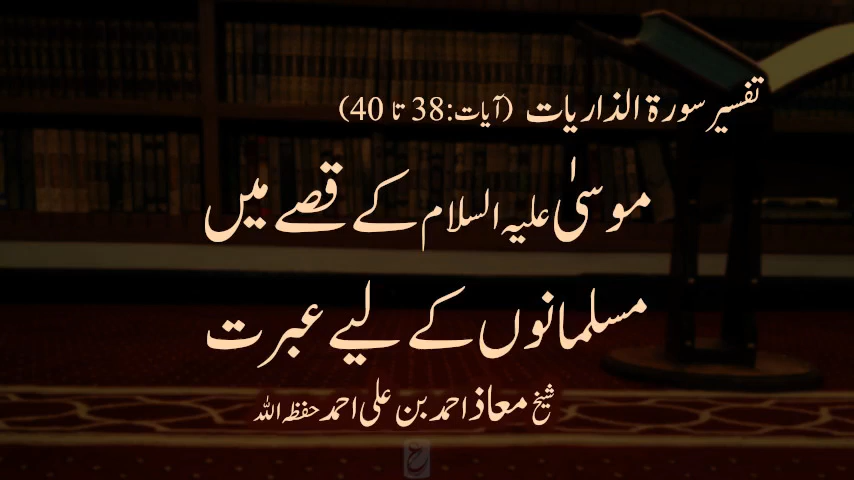 تفسیر سورۃ الذاریات (آیات:38 تا 40)
موسیٰ علیہ السلام کے قصے میں
مسلمانوں کے لیے عبرت
شیخ معاذ احمد بن علی احمد حفظہ اللہ